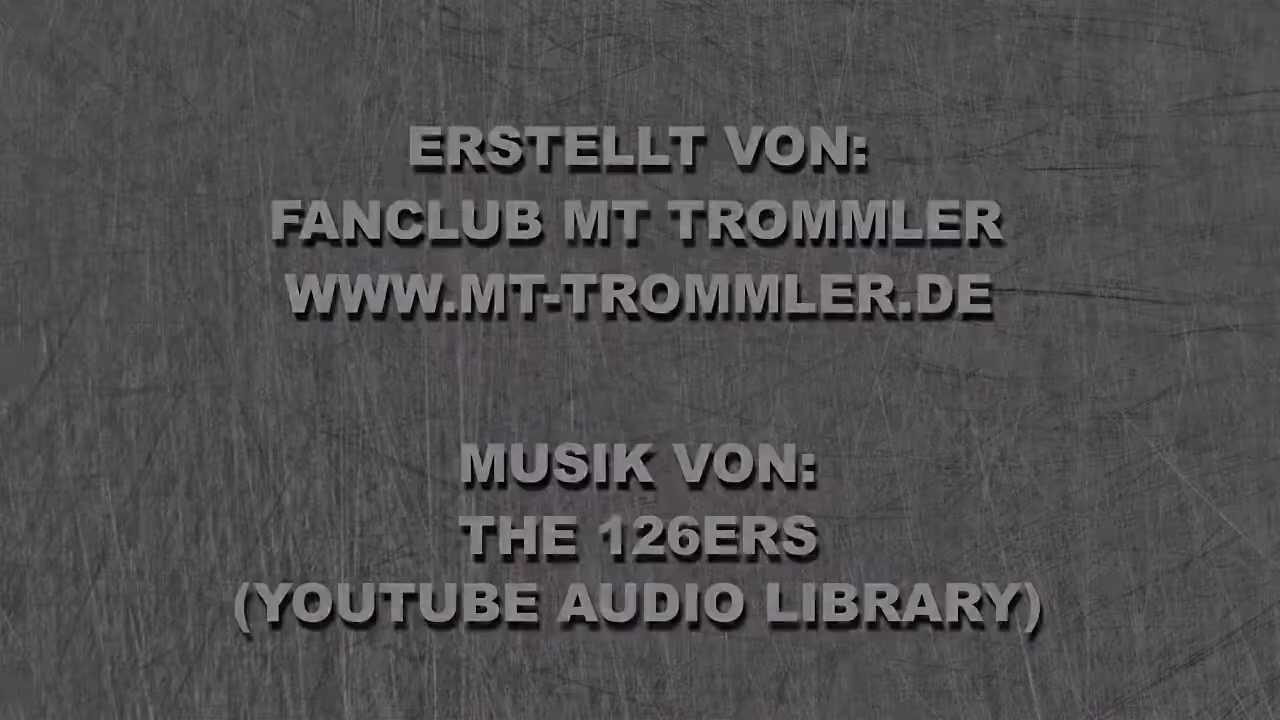 ERSTELLT VON:
FANCLUB MT TROMMLER
WWW.MT-TROMMLER.DE
MUSIK VON:
THE 126ERS
(YOUTUBE AUDIO LIBRARY)